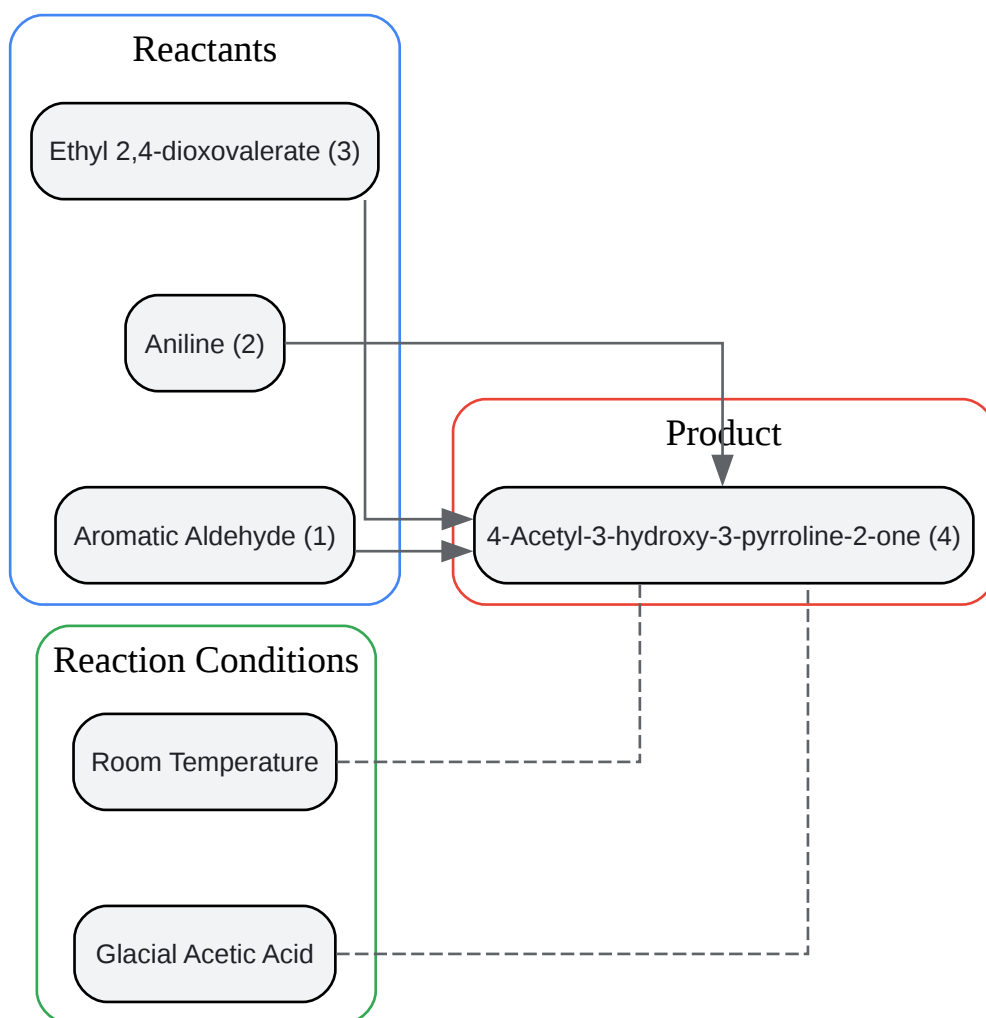 Reactants
Ethyl 2,4-dioxovalerate (3)
Aniline (2)
Aromatic Aldehyde (1)
Product
4-Acetyl-3-hydroxy-3-pyrroline-2-one (4)
Reaction Conditions
Room Temperature
Glacial Acetic Acid